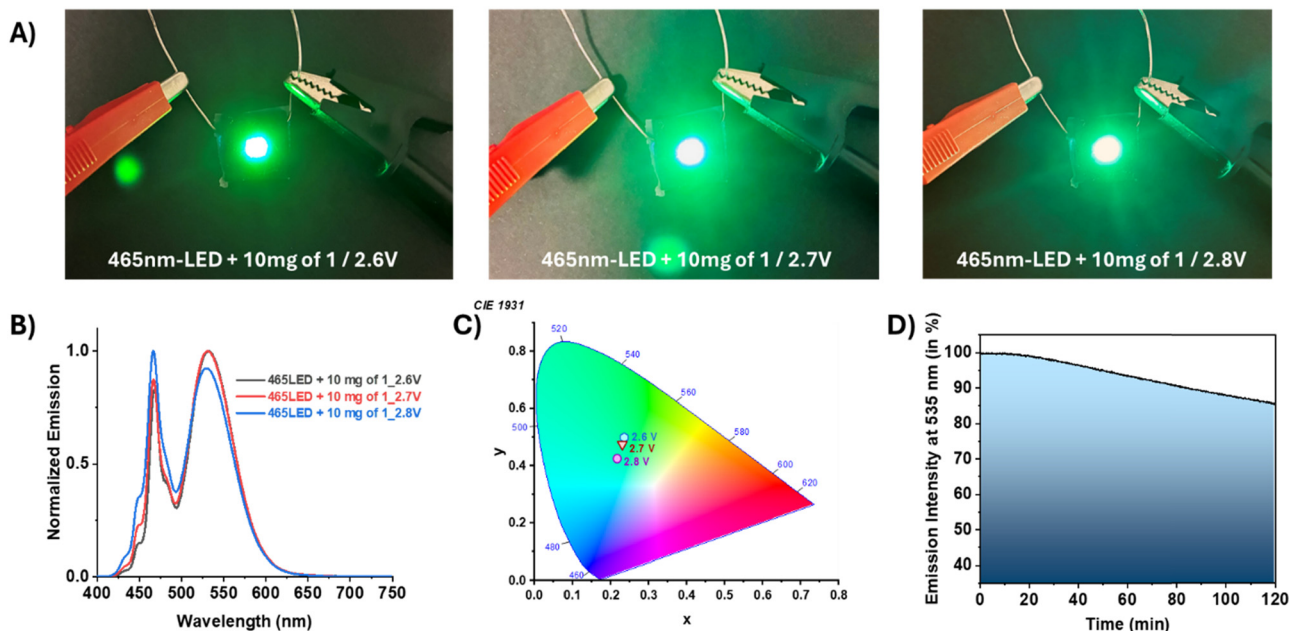 A)
465nm-LED + 10mg of 1 / 2.6V
465nm-LED + 10mg of 1 / 2.7V
465nm-LED + 10mg of 1 / 2.8V
B)
1.0
0.5
0.0
Normalized Emission
465LED + 10 mg of 1_2.6V
465LED + 10 mg of 1_2.7V
465LED + 10 mg of 1_2.8V
400 450 500 550 600 650 700 750
Wavelength (nm)
C)
CIE 1931
0.8
0.6
0.4
0.2
0.0
y
520
540
560
580
600
620
500
480
460
2.6 V
2.7 V
2.8 V
0.0 0.1 0.2 0.3 0.4 0.5 0.6 0.7 0.8
x
D)
Emission Intensity at 535 nm (in %)
100
90
80
70
60
50
40
0 20 40 60 80 100 120
Time (min)